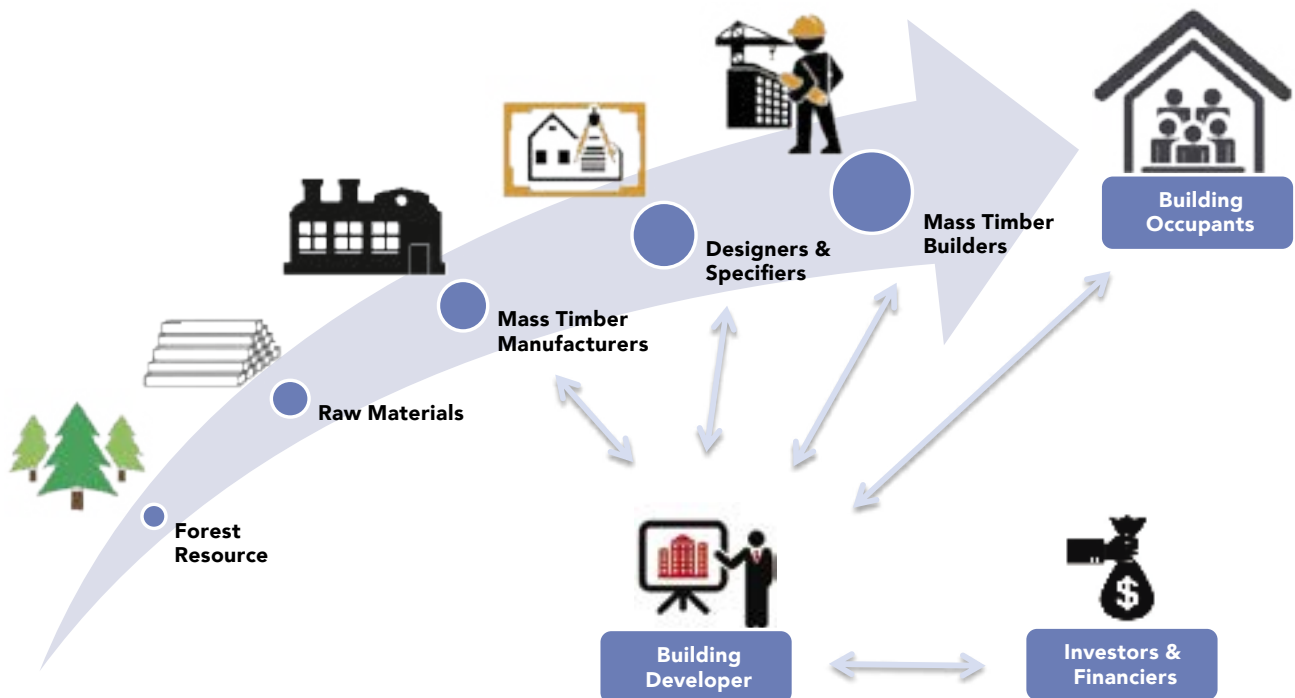 Building
Occupants
Mass Timber
Builders
Designers &
Specifiers
Mass Timber
Manufacturers
Raw Materials
Forest
Resource
$
Building
Developer
Investors &
Financiers